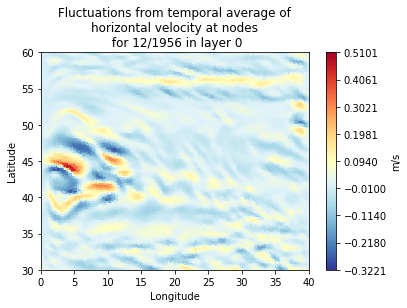 Fluctuations from temporal average of
horizontal velocity at nodes
for 12/1956 in layer 0
60
55
50
45
40
35
30
Latitude
0 5 10 15 20 25 30 35 40
Longitude
0.5101
0.4061
0.3021
0.1981
0.0940
−0.0100
−0.1140
−0.2180
−0.3221
m/s